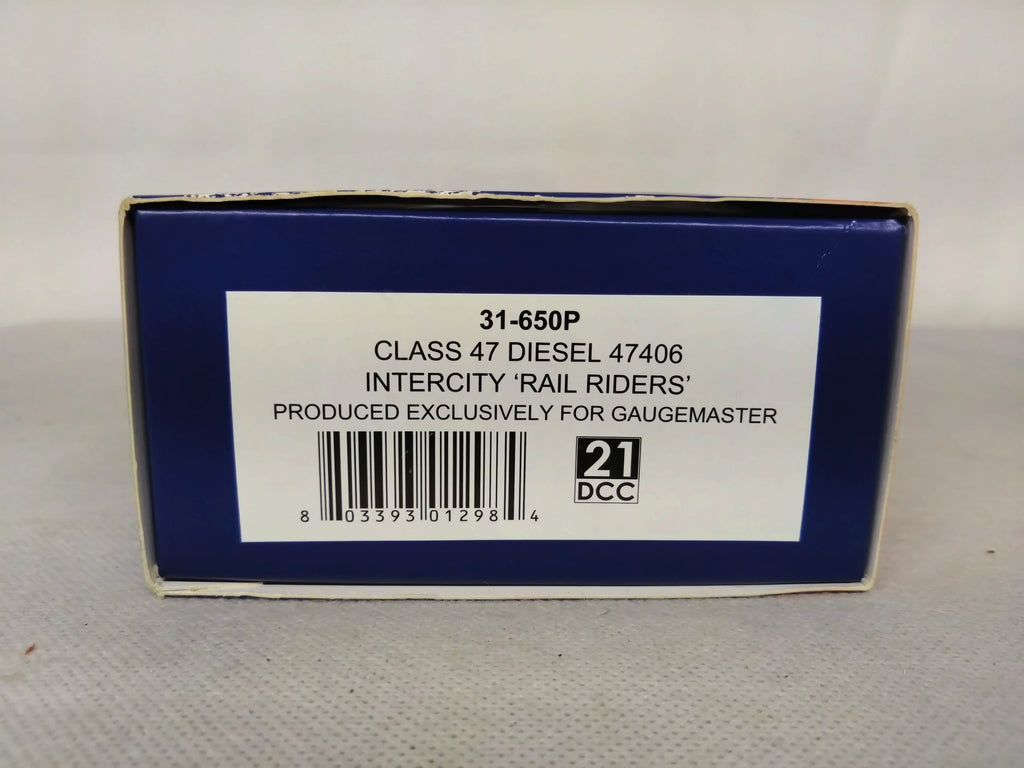 31-650P
CLASS 47 DIESEL 47406
INTERCITY ‘RAIL RIDERS’
PRODUCED EXCLUSIVELY FOR GAUGEMASTER
21
DCC
8 03393 01298 4